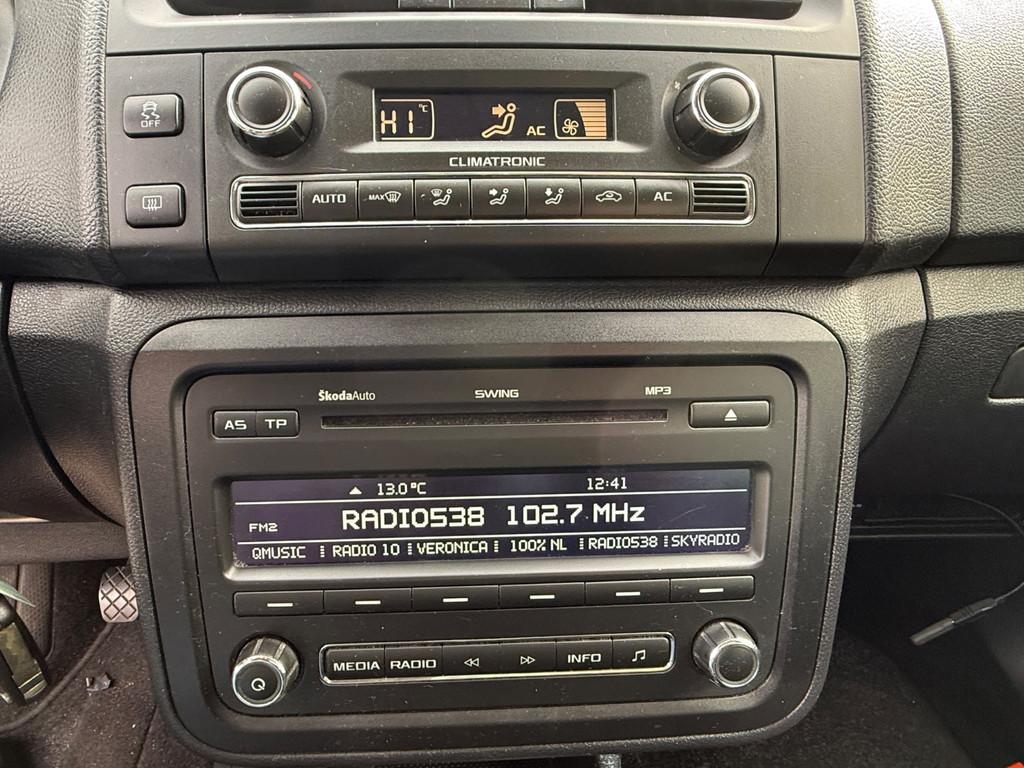 HI °C AC
OFF
CLIMATRONIC
AUTO MAX AC
ŠkodaAuto SWING MP3
AS TP
13.0°C 12:41
FM2 RADIO538 102.7 MHz
QMUSIC RADIO 10 VERONICA 100% NL RADIO538 SKYRADIO
MEDIA RADIO INFO